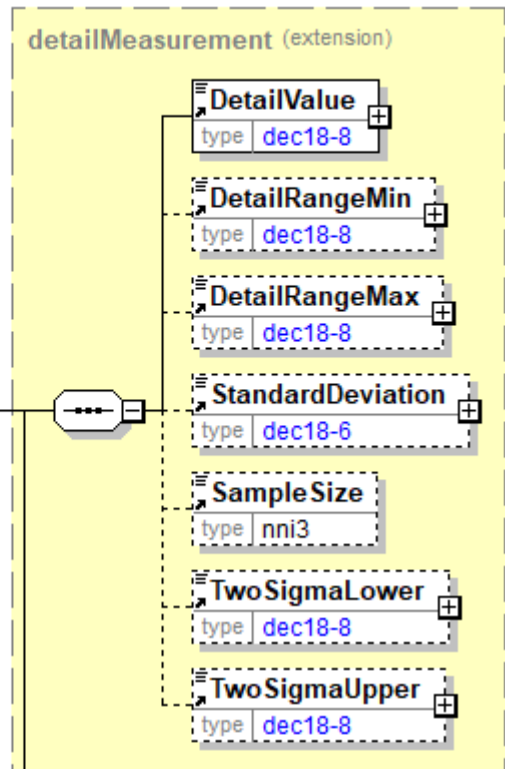 detailMeasurement (extension)
DetailValue
type dec18-8
DetailRangeMin
type dec18-8
DetailRangeMax
type dec18-8
StandardDeviation
type dec18-6
SampleSize
type nni3
TwoSigmaLower
type dec18-8
TwoSigmaUpper
type dec18-8